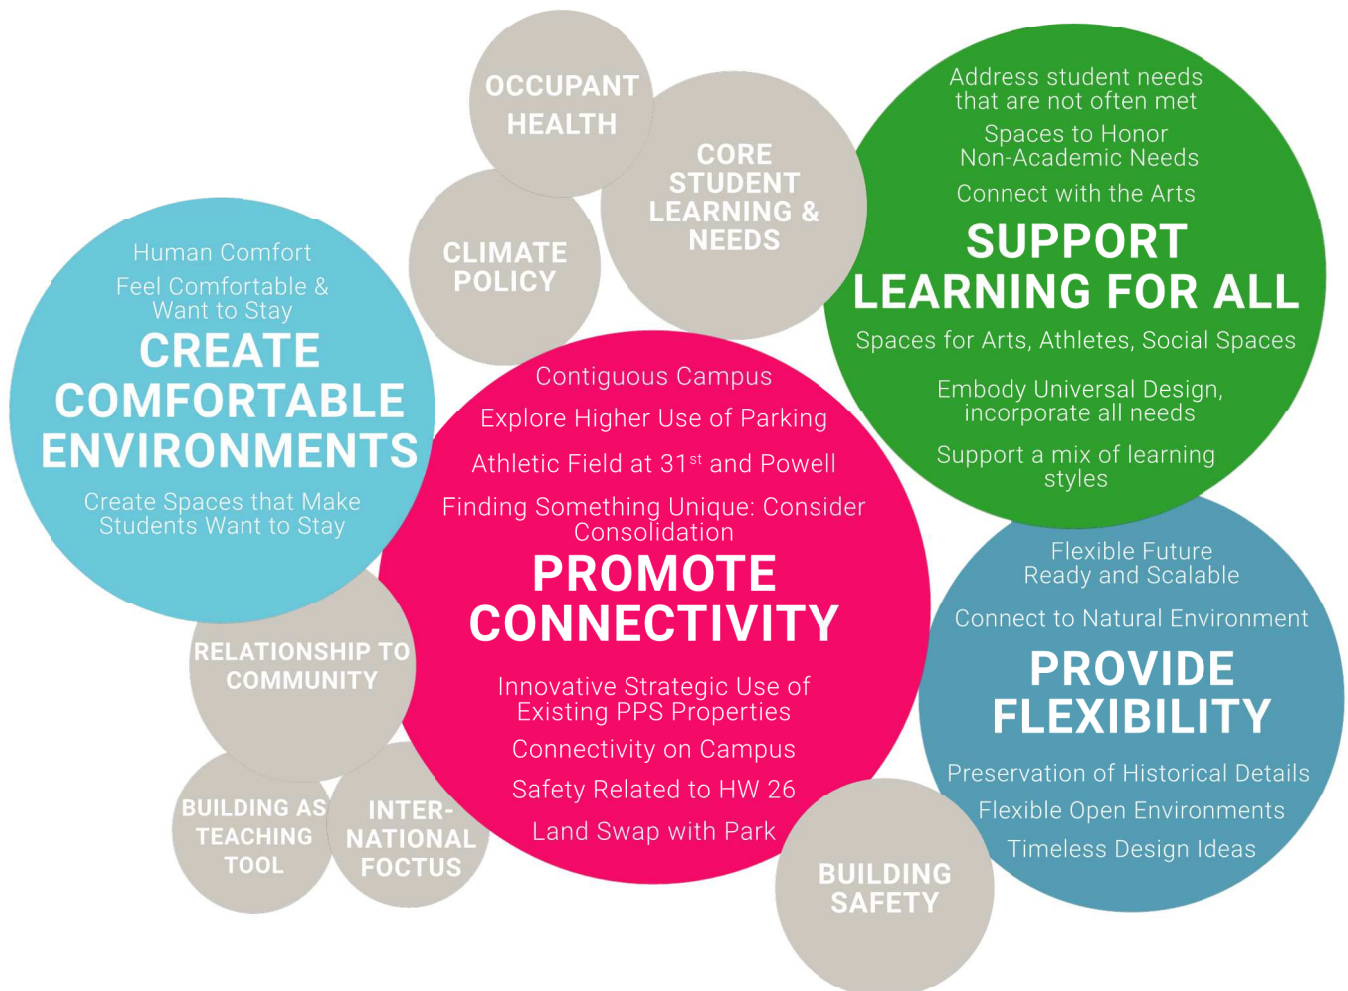 OCCUPANT
HEALTH
CORE
STUDENT
LEARNING &
NEEDS
CLIMATE
POLICY
Address student needs
that are not often met
Spaces to Honor
Non-Academic Needs
Connect with the Arts
SUPPORT
LEARNING FOR ALL
Spaces for Arts, Athletes, Social Spaces
Embody Universal Design,
incorporate all needs
Support a mix of learning
styles
Human Comfort
Feel Comfortable &
Want to Stay
CREATE
COMFORTABLE
ENVIRONMENTS
Create Spaces that Make
Students Want to Stay
Contiguous Campus
Explore Higher Use of Parking
Athletic Field at 31st and Powell
Finding Something Unique: Consider
Consolidation
PROMOTE
CONNECTIVITY
Innovative Strategic Use of
Existing PPS Properties
Connectivity on Campus
Safety Related to HW 26
Land Swap with Park
Flexible Future
Ready and Scalable
Connect to Natural Environment
PROVIDE
FLEXIBILITY
Preservation of Historical Details
Flexible Open Environments
Timeless Design Ideas
RELATIONSHIP TO
COMMUNITY
BUILDING AS
TEACHING
TOOL
INTER-
NATIONAL
FOCTUS
BUILDING
SAFETY